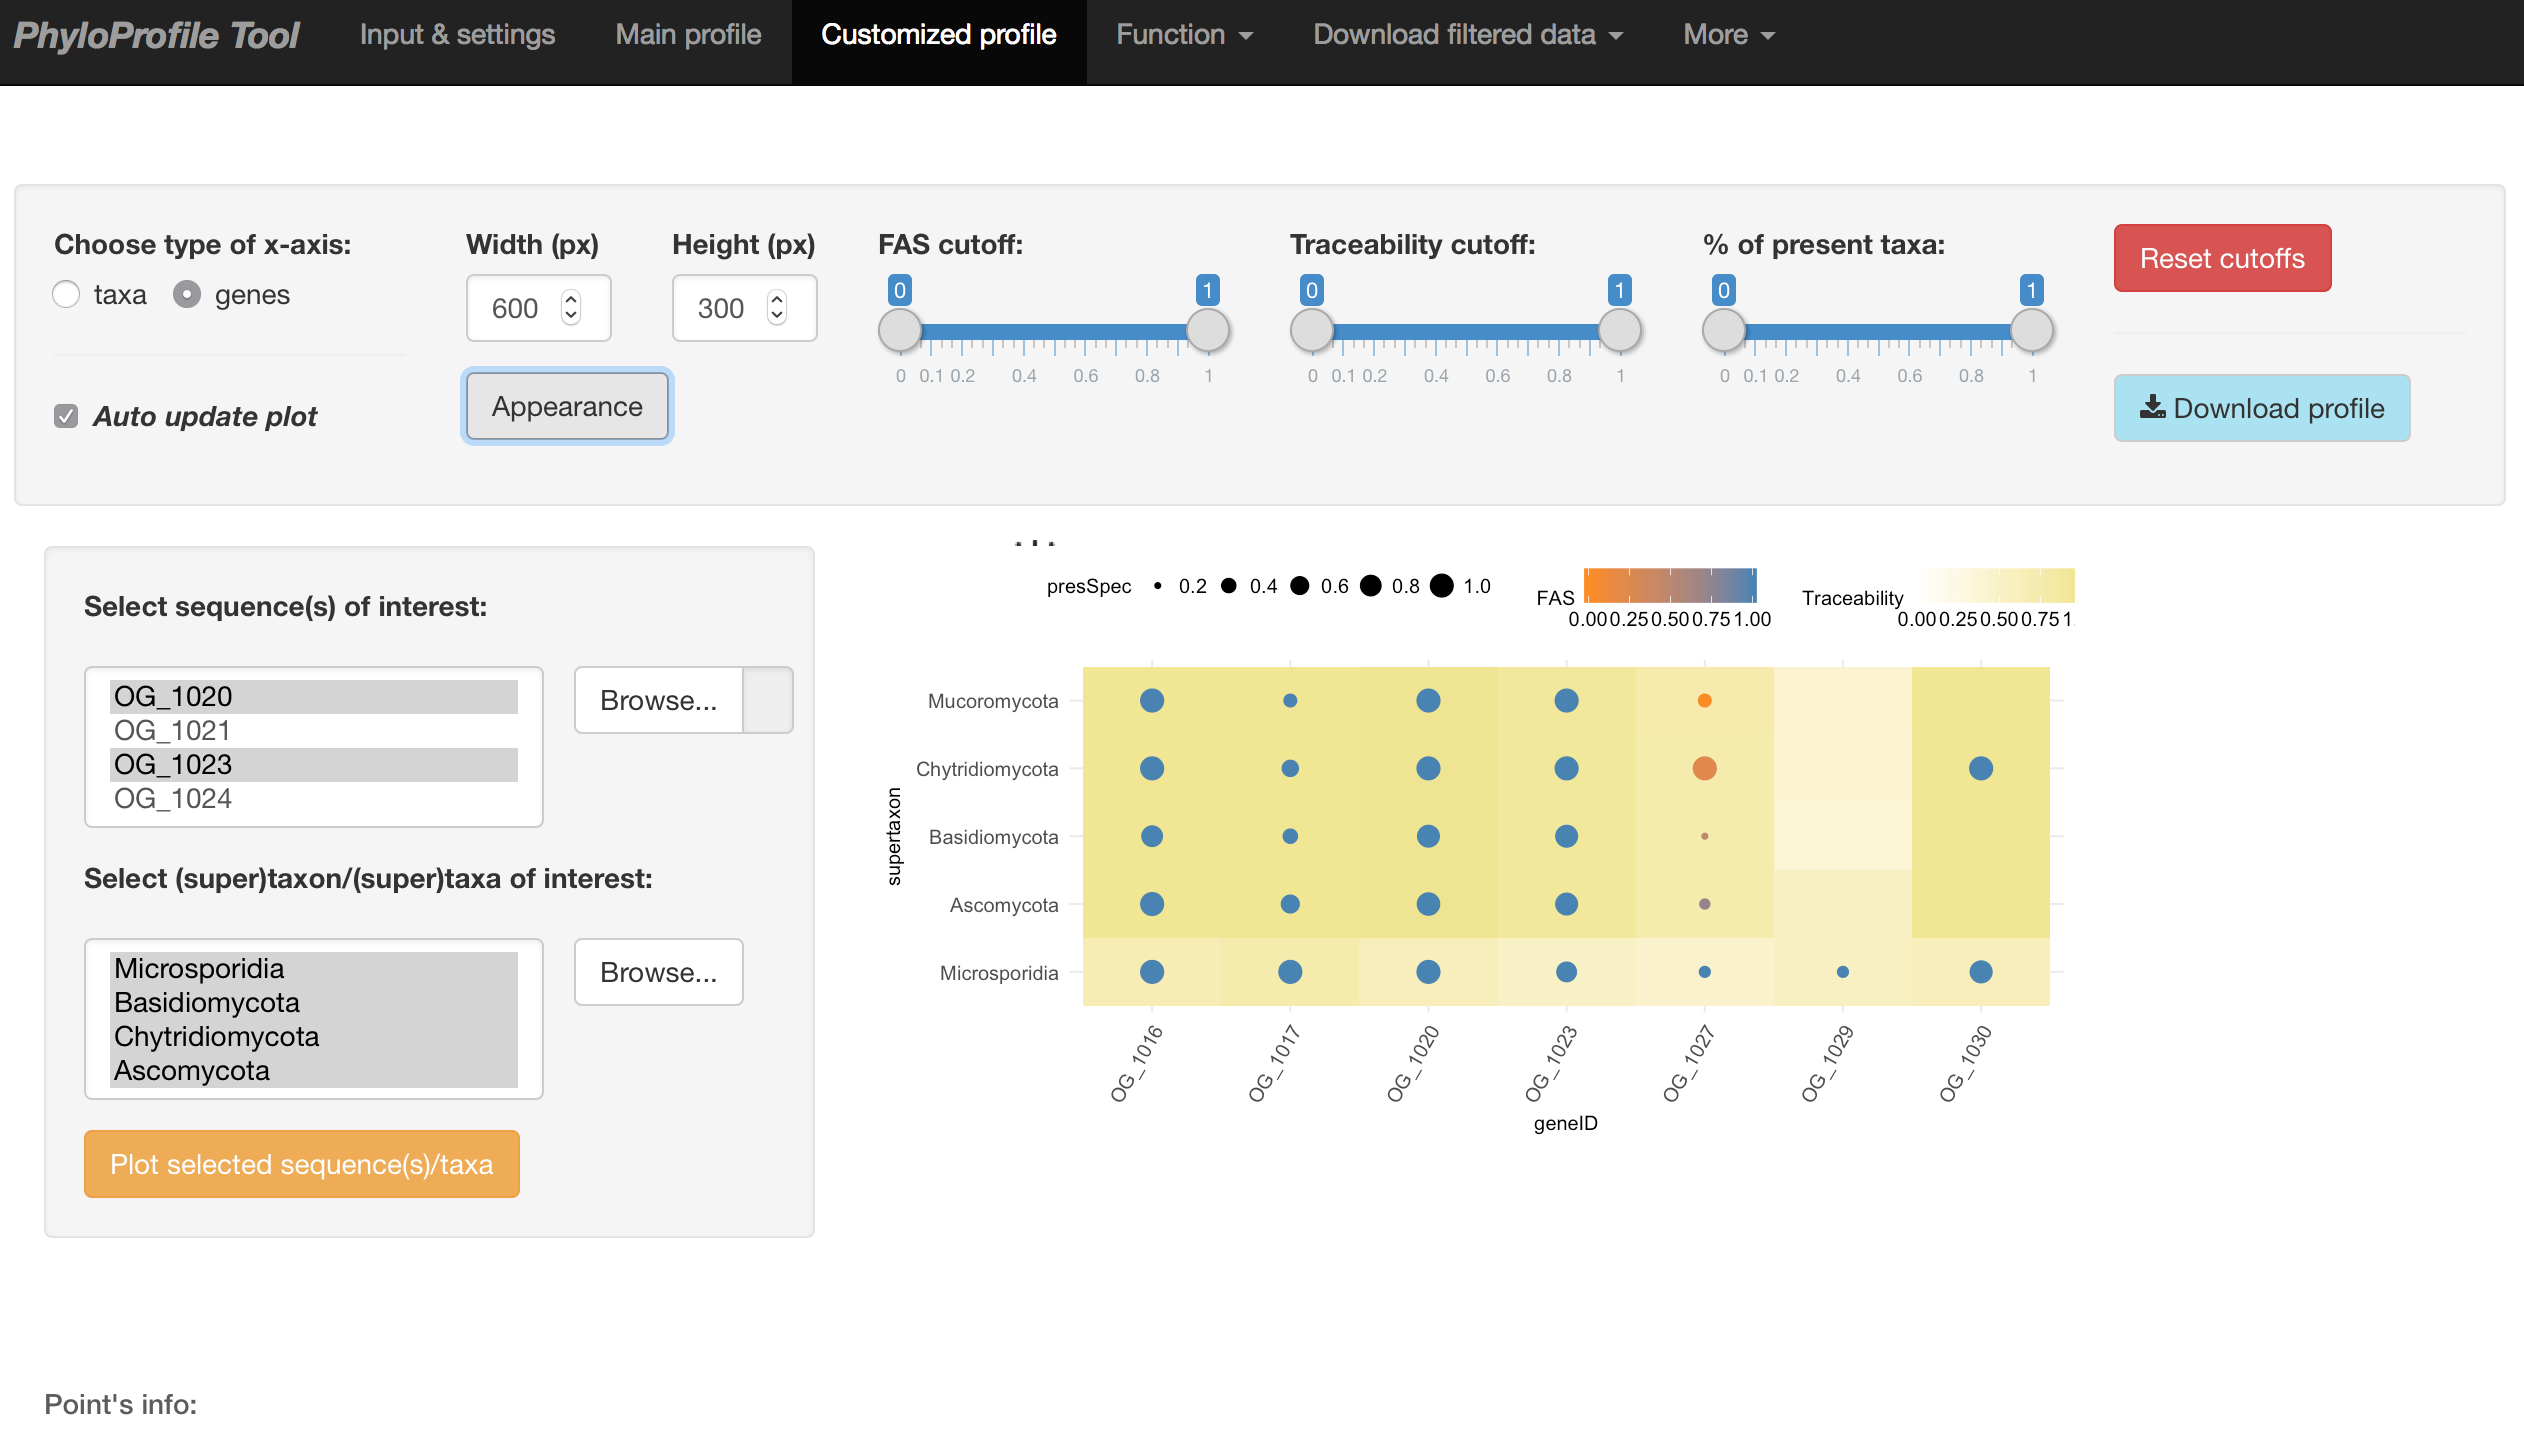 PhyloProfile Tool Input & settings Main profile Customized profile Function Download filtered data More
Choose type of x-axis:
taxa genes
Auto update plot
Width (px)
600
Height (px)
300
Appearance
FAS cutoff:
0 1
0 0.1 0.2 0.4 0.6 0.8 1
Traceability cutoff:
0 1
0 0.1 0.2 0.4 0.6 0.8 1
% of present taxa:
0 1
0 0.1 0.2 0.4 0.6 0.8 1
Reset cutoffs
Download profile
Select sequence(s) of interest:
OG_1020
OG_1021
OG_1023
OG_1024
Browse...
Select (super)taxon/(super)taxa of interest:
Microsporidia
Basidiomycota
Chytridiomycota
Ascomycota
Browse...
Plot selected sequence(s)/taxa
presSpec 0.2 0.4 0.6 0.8 1.0
FAS
0.00 0.25 0.50 0.75 1.00
Traceability
0.00 0.25 0.50 0.75 1.
supertaxon
Mucoromycota
Chytridiomycota
Basidiomycota
Ascomycota
Microsporidia
OG_1016 OG_1017 OG_1020 OG_1023 OG_1027 OG_1029 OG_1030
geneID
Point's info: